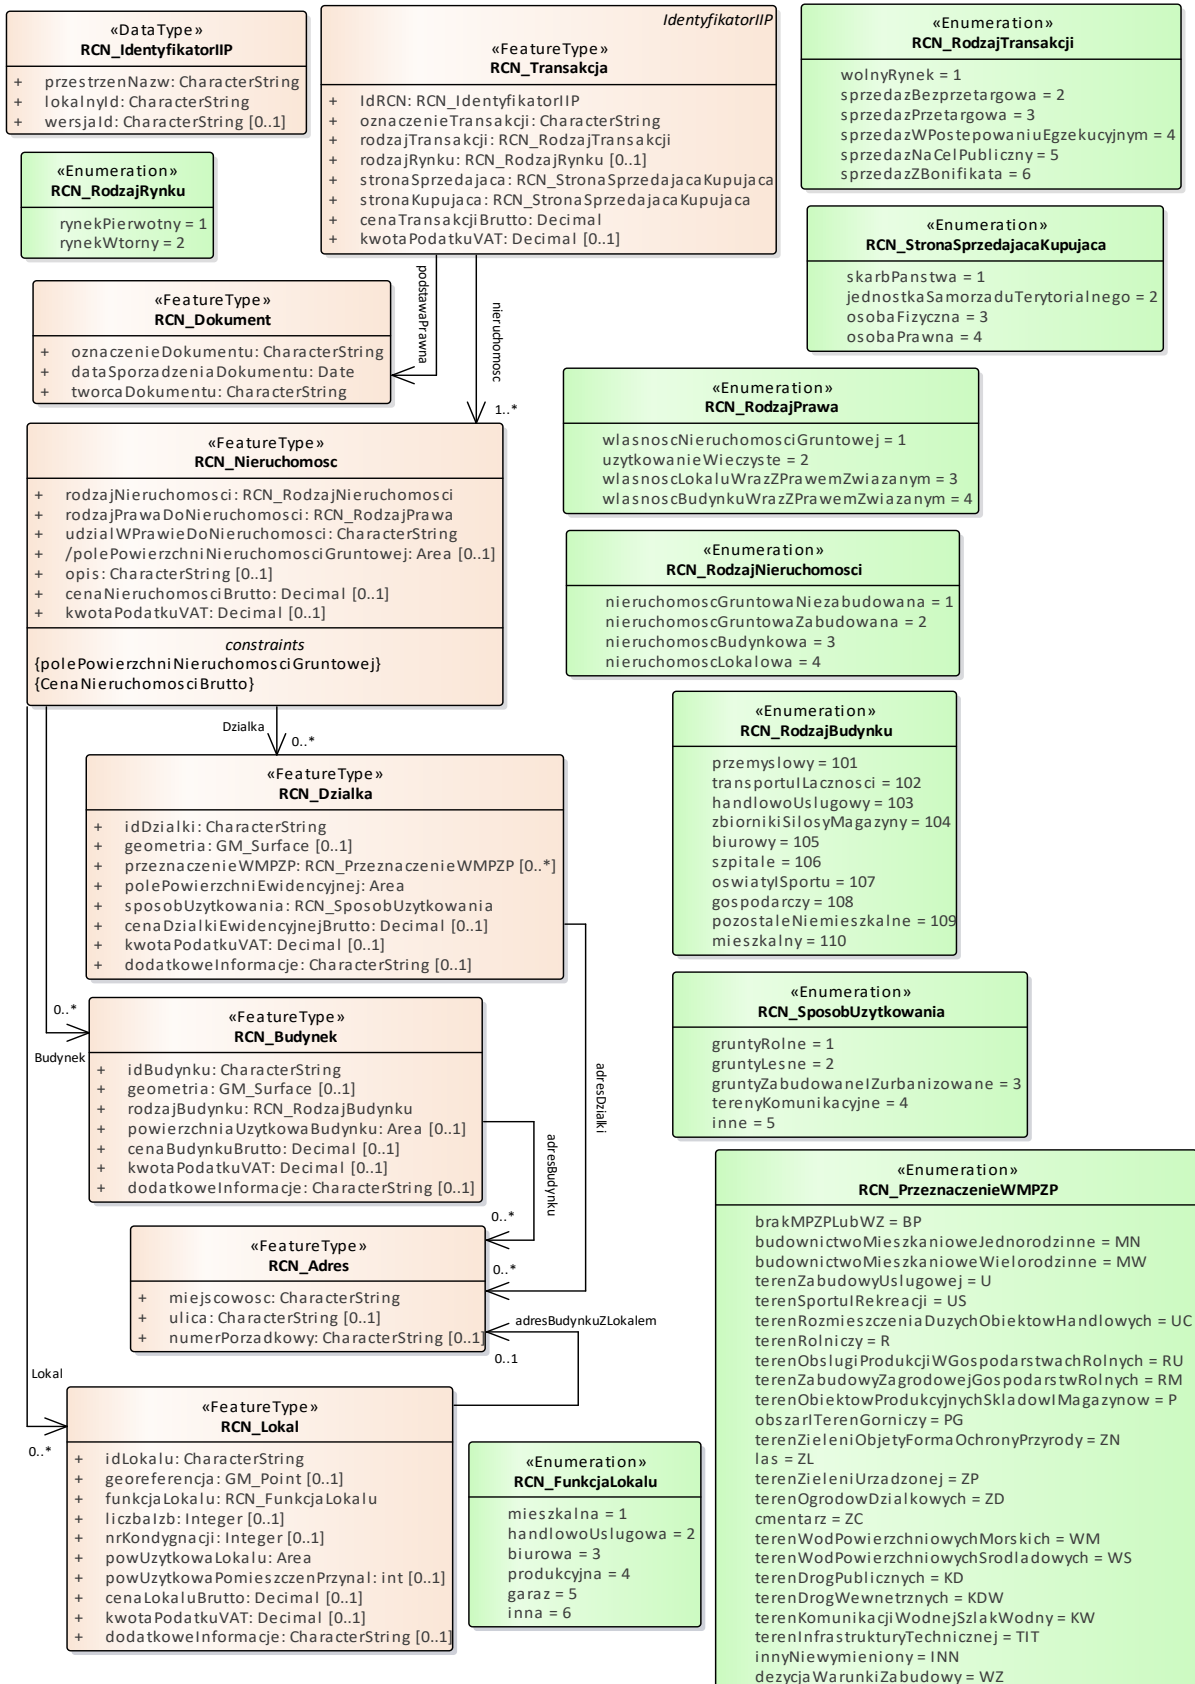 «DataType»
RCN_IdentyfikatorIIP
+ przestrzenNazw: CharacterString
+ lokalnyId: CharacterString
+ wersjaId: CharacterString [0..1]
IdentyfikatorIIP
«FeatureType»
RCN_Transakcja
+ IdRCN: RCN_IdentyfikatorIIP
+ oznaczenieTransakcji: CharacterString
+ rodzajTransakcji: RCN_RodzajTransakcji
+ rodzajRynku: RCN_RodzajRynku [0..1]
+ stronaSprzedajaca: RCN_StronaSprzedajacaKupujaca
+ stronaKupujaca: RCN_StronaSprzedajacaKupujaca
+ cenaTransakcjiBrutto: Decimal
+ kwotaPodatkuVAT: Decimal [0..1]
«Enumeration»
RCN_RodzajTransakcji
wolnyRynek = 1
sprzedazBezprzetargowa = 2
sprzedazPrzetargowa = 3
sprzedazWPostepowaniuEgzekucyjnym = 4
sprzedazNaCelPubliczny = 5
sprzedazZBonifikata = 6
«Enumeration»
RCN_RodzajRynku
rynekPierwotny = 1
rynekWtorny = 2
«Enumeration»
RCN_StronaSprzedajacaKupujaca
skarbPanstwa = 1
jednostkaSamorzaduTerytorialnego = 2
osobaFizyczna = 3
osobaPrawna = 4
podstawaPrawna
nieruchomosc
1..*
«FeatureType»
RCN_Dokument
+ oznaczenieDokumentu: CharacterString
+ dataSporzadzeniaDokumentu: Date
+ tworcaDokumentu: CharacterString
«Enumeration»
RCN_RodzajPrawa
wlasnoscNieruchomosciGruntowej = 1
uzytkowanieWieczyste = 2
wlasnoscLokaluWrazZPrawemZwiazanym = 3
wlasnoscBudynkuWrazZPrawemZwiazanym = 4
«FeatureType»
RCN_Nieruchomosc
+ rodzajNieruchomosci: RCN_RodzajNieruchomosci
+ rodzajPrawaDoNieruchomosci: RCN_RodzajPrawa
+ udzialWPrawieDoNieruchomosci: CharacterString
+ /polePowierzchniNieruchomosciGruntowej: Area [0..1]
+ opis: CharacterString [0..1]
+ cenaNieruchomosciBrutto: Decimal [0..1]
+ kwotaPodatkuVAT: Decimal [0..1]
constraints
{polePowierzchniNieruchomosciGruntowej}
{CenaNieruchomosciBrutto}
«Enumeration»
RCN_RodzajNieruchomosci
nieruchomoscGruntowaNiezabudowana = 1
nieruchomoscGruntowaZabudowana = 2
nieruchomoscBudynkowa = 3
nieruchomoscLokalowa = 4
Dzialka
0..*
«Enumeration»
RCN_RodzajBudynku
przemyslowy = 101
transportuILacznosci = 102
handlowoUslugowy = 103
zbiornikiSilosyMagazyny = 104
biurowy = 105
szpitale = 106
oswiatyISportu = 107
gospodarczy = 108
pozostaleNiemieszkalne = 109
mieszkalny = 110
«FeatureType»
RCN_Dzialka
+ idDzialki: CharacterString
+ geometria: GM_Surface [0..1]
+ przeznaczenieWMPZP: RCN_PrzeznaczenieWMPZP [0..*]
+ polePowierzchniEwidencyjnej: Area
+ sposobUzytkowania: RCN_SposobUzytkowania
+ cenaDzialkiEwidencyjnejBrutto: Decimal [0..1]
+ kwotaPodatkuVAT: Decimal [0..1]
+ dodatkoweInformacje: CharacterString [0..1]
«Enumeration»
RCN_SposobUzytkowania
gruntyRolne = 1
gruntyLesne = 2
gruntyZabudowaneIZurbanizowane = 3
terenyKomunikacyjne = 4
inne = 5
0..*
Budynek
«FeatureType»
RCN_Budynek
+ idBudynku: CharacterString
+ geometria: GM_Surface [0..1]
+ rodzajBudynku: RCN_RodzajBudynku
+ powierzchniaUzytkowaBudynku: Area [0..1]
+ cenaBudynkuBrutto: Decimal [0..1]
+ kwotaPodatkuVAT: Decimal [0..1]
+ dodatkoweInformacje: CharacterString [0..1]
adresDzialki
adresBudynku
0..*
0..*
«FeatureType»
RCN_Adres
+ miejscowosc: CharacterString
+ ulica: CharacterString [0..1]
+ numerPorzadkowy: CharacterString [0..1]
adresBudynkuZLokalem
0..1
«Enumeration»
RCN_PrzeznaczenieWMPZP
brakMPZPLubWZ = BP
budownictwoMieszkanioweJednorodzinne = MN
budownictwoMieszkanioweWielorodzinne = MW
terenZabudowyUslugowej = U
terenSportuIRekreacji = US
terenRozmieszczeniaDuzychObiektowHandlowych = UC
terenRolniczy = R
terenObslugiProdukcjiWGospodarstwachRolnych = RU
terenZabudowyZagrodowejGospodarstwRolnych = RM
terenObiektowProdukcyjnychSkladowIMagazynow = P
obszarITerenGorniczy = PG
terenZieleniObjetyFormaOchronyPrzyrody = ZN
las = ZL
terenZieleniUrzadzonej = ZP
terenOgrodowDzialkowych = ZD
cmentarz = ZC
terenWodPowierzchniowychMorskich = WM
terenWodPowierzchniowychSrodladowych = WS
terenDrogPublicznych = KD
terenDrogWewnetrznych = KDW
terenKomunikacjiWodnejSzlakWodny = KW
terenInfrastrukturyTechnicznej = TIT
innyNiewymieniony = INN
dezycjaWarunkiZabudowy = WZ
Lokal
0..*
«FeatureType»
RCN_Lokal
+ idLokalu: CharacterString
+ georeferencja: GM_Point [0..1]
+ funkcjaLokalu: RCN_FunkcjaLokalu
+ liczbaIzb: Integer [0..1]
+ nrKondygnacji: Integer [0..1]
+ powUzytkowaLokalu: Area
+ powUzytkowaPomieszczenPrzynal: int [0..1]
+ cenaLokaluBrutto: Decimal [0..1]
+ kwotaPodatkuVAT: Decimal [0..1]
+ dodatkoweInformacje: CharacterString [0..1]
«Enumeration»
RCN_FunkcjaLokalu
mieszkalna = 1
handlowoUslugowa = 2
biurowa = 3
produkcyjna = 4
garaz = 5
inna = 6